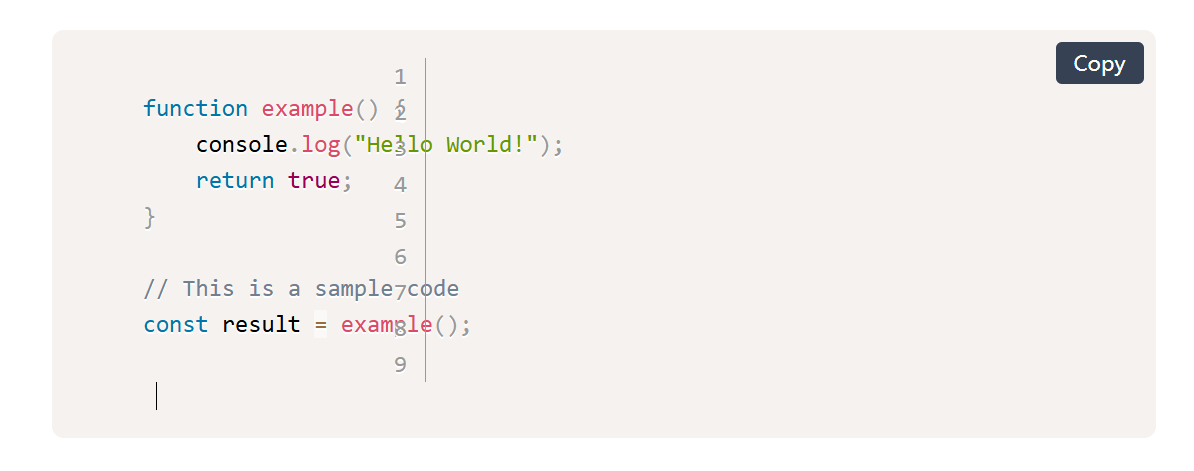 Copy
1
function example() {
2
    console.log("Hello World!");
3
    return true;
4
}
5
6
// This is a sample code
7
const result = example();
8
9